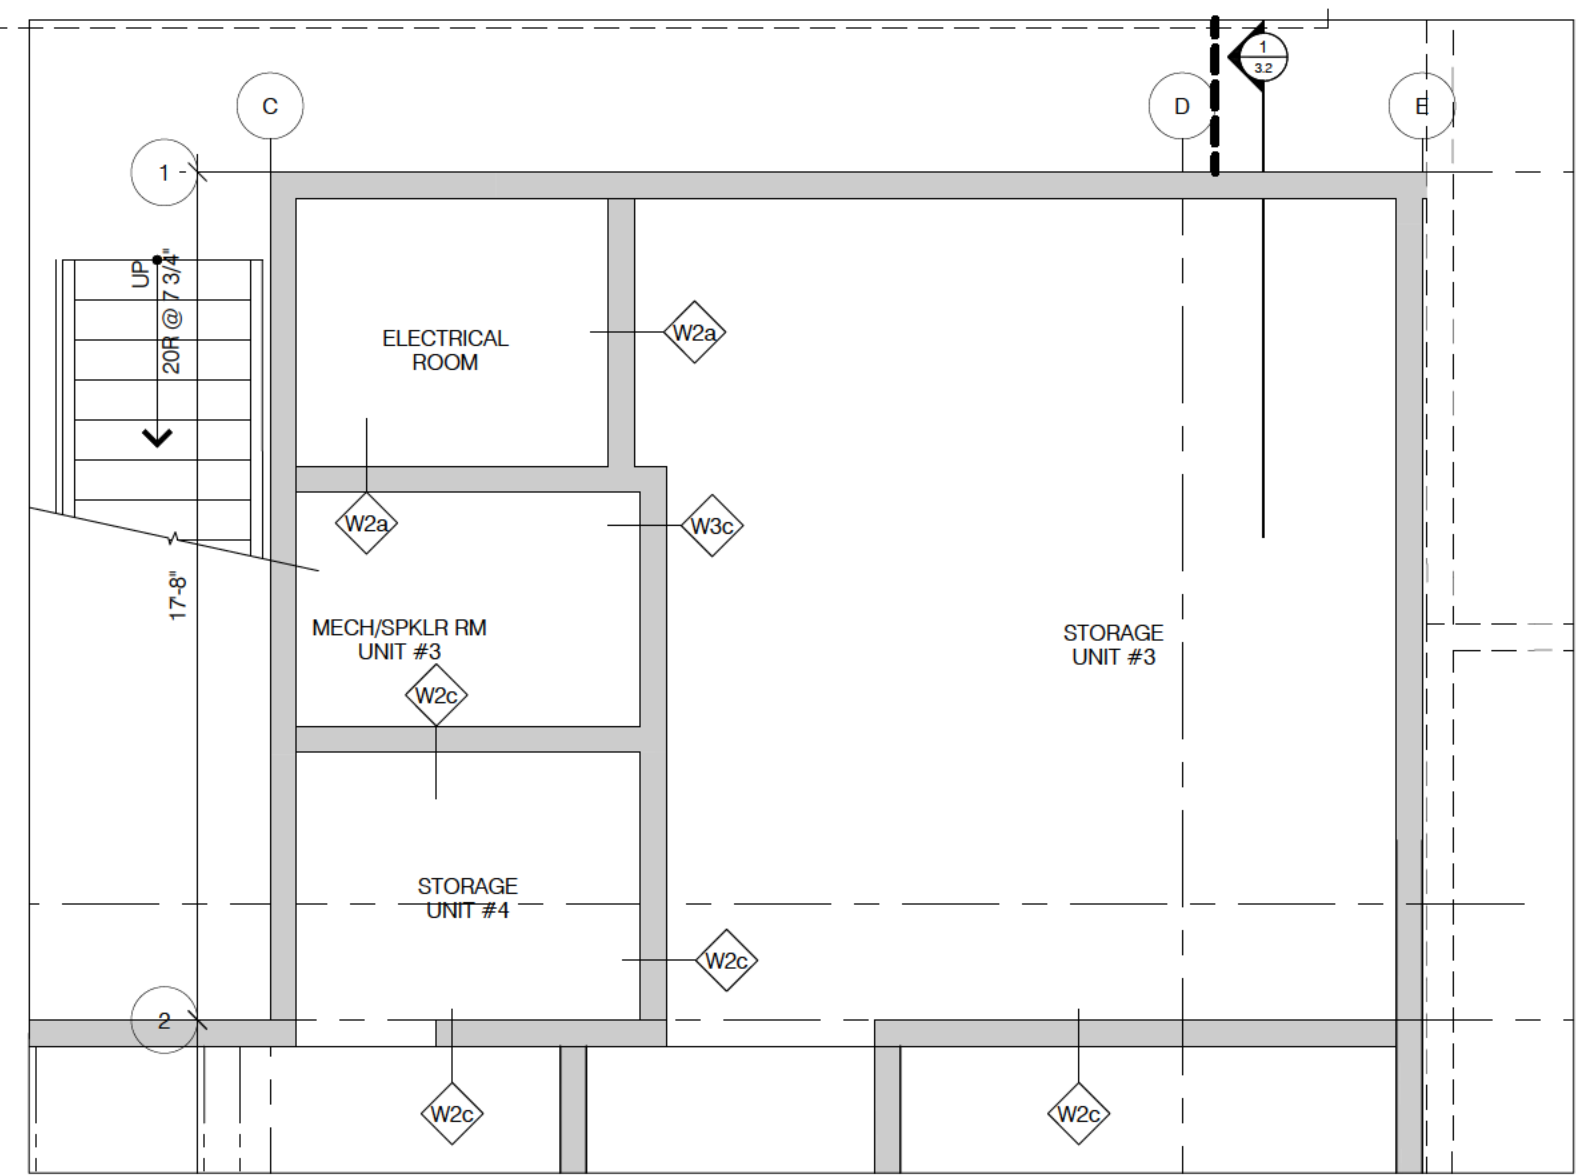 1
3.2
C
D
E
1
UP
20R @ 7 3/4"
ELECTRICAL
ROOM
W2a
W2a
W3c
17'-8"
MECH/SPKLR RM
UNIT #3
STORAGE
UNIT #3
W2c
STORAGE
UNIT #4
W2c
2
W2c
W2c